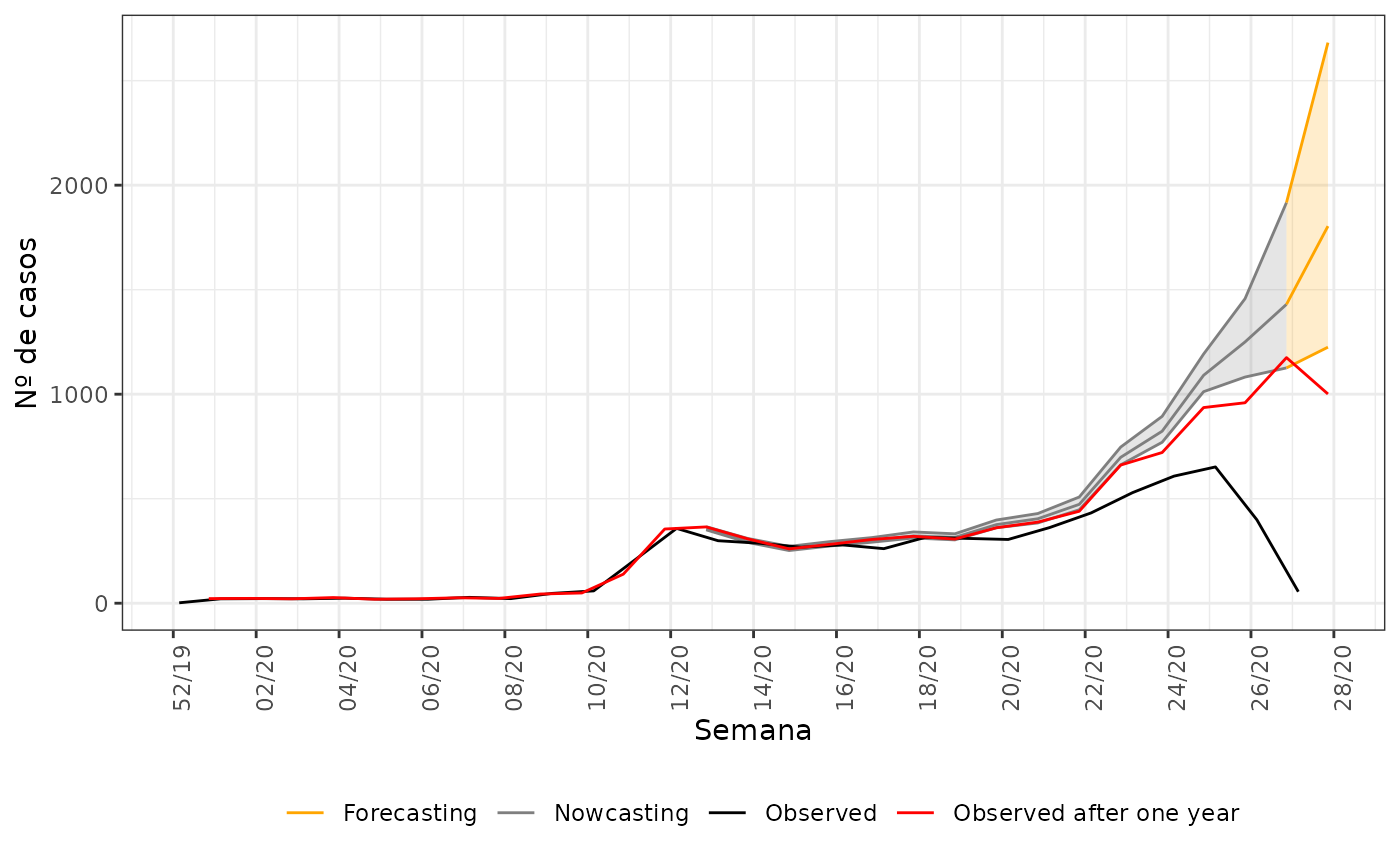 Nº de casos
2000
1000
0
52/19 02/20 04/20 06/20 08/20 10/20 12/20 14/20 16/20 18/20 20/20 22/20 24/20 26/20 28/20
Semana
Forecasting Nowcasting Observed Observed after one year